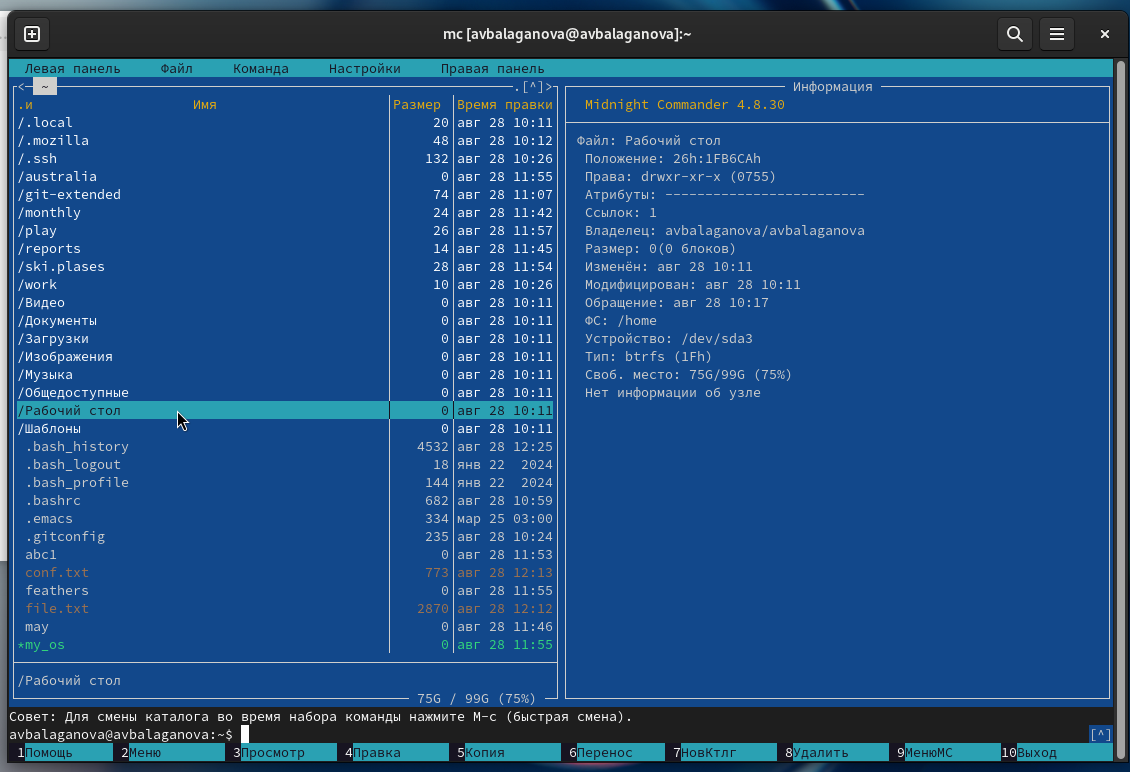 mc [avbalaganova@avbalaganova]:~
Левая панель Файл Команда Настройки Правая панель
<─ ~ .[^]>
.и Имя Размер Время правки
/.local 20 авг 28 10:11
/.mozilla 48 авг 28 10:12
/.ssh 132 авг 28 10:26
/australia 0 авг 28 11:55
/git-extended 74 авг 28 11:07
/monthly 24 авг 28 11:42
/play 26 авг 28 11:57
/reports 14 авг 28 11:45
/ski.plases 28 авг 28 11:54
/work 10 авг 28 10:26
/Видео 0 авг 28 10:11
/Документы 0 авг 28 10:11
/Загрузки 0 авг 28 10:11
/Изображения 0 авг 28 10:11
/Музыка 0 авг 28 10:11
/Общедоступные 0 авг 28 10:11
/Рабочий стол 0 авг 28 10:11
/Шаблоны 0 авг 28 10:11
.bash_history 4532 авг 28 12:25
.bash_logout 18 янв 22 2024
.bash_profile 144 янв 22 2024
.bashrc 682 авг 28 10:59
.emacs 334 мар 25 03:00
.gitconfig 235 авг 28 10:24
abc1 0 авг 28 11:53
conf.txt 773 авг 28 12:13
feathers 0 авг 28 11:55
file.txt 2870 авг 28 12:12
may 0 авг 28 11:46
*my_os 0 авг 28 11:55
/Рабочий стол
75G / 99G (75%)
Информация
Midnight Commander 4.8.30
Файл: Рабочий стол
Положение: 26h:1FB6CAh
Права: drwxr-xr-x (0755)
Атрибуты: -------------------------
Ссылок: 1
Владелец: avbalaganova/avbalaganova
Размер: 0(0 блоков)
Изменён: авг 28 10:11
Модифицирован: авг 28 10:11
Обращение: авг 28 10:17
ФС: /home
Устройство: /dev/sda3
Тип: btrfs (1Fh)
Своб. место: 75G/99G (75%)
Нет информации об узле
Совет: Для смены каталога во время набора команды нажмите M-c (быстрая смена).
avbalaganova@avbalaganova:~$ [^]
1Помощь 2Меню 3Просмотр 4Правка 5Копия 6Перенос 7НовКтлг 8Удалить 9МенюMC 10Выход